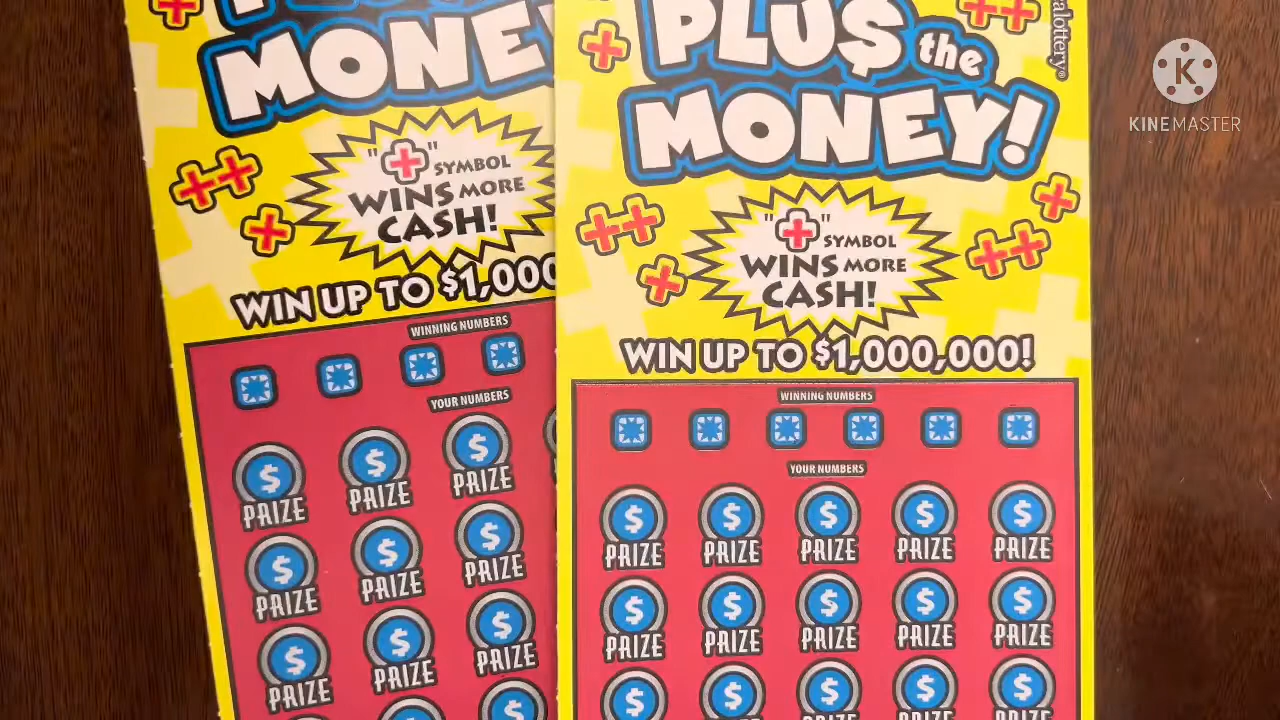 MONEY
"+" SYMBOL
WINS MORE
CASH!
WIN UP TO $1,000
WINNING NUMBERS
YOUR NUMBERS
$ $ $
PRIZE PRIZE PRIZE
$ $ $
PRIZE PRIZE PRIZE
$ $ $
PRIZE PRIZE PRIZE
PLU$ the
MONEY!
alottery®
"+" SYMBOL
WINS MORE
CASH!
WIN UP TO $1,000,000!
WINNING NUMBERS
YOUR NUMBERS
$ $ $ $ $
PRIZE PRIZE PRIZE PRIZE PRIZE
$ $ $ $ $
PRIZE PRIZE PRIZE PRIZE PRIZE
$ $ $ $ $
PRIZE PRIZE PRIZE PRIZE PRIZE
K
KINEMASTER